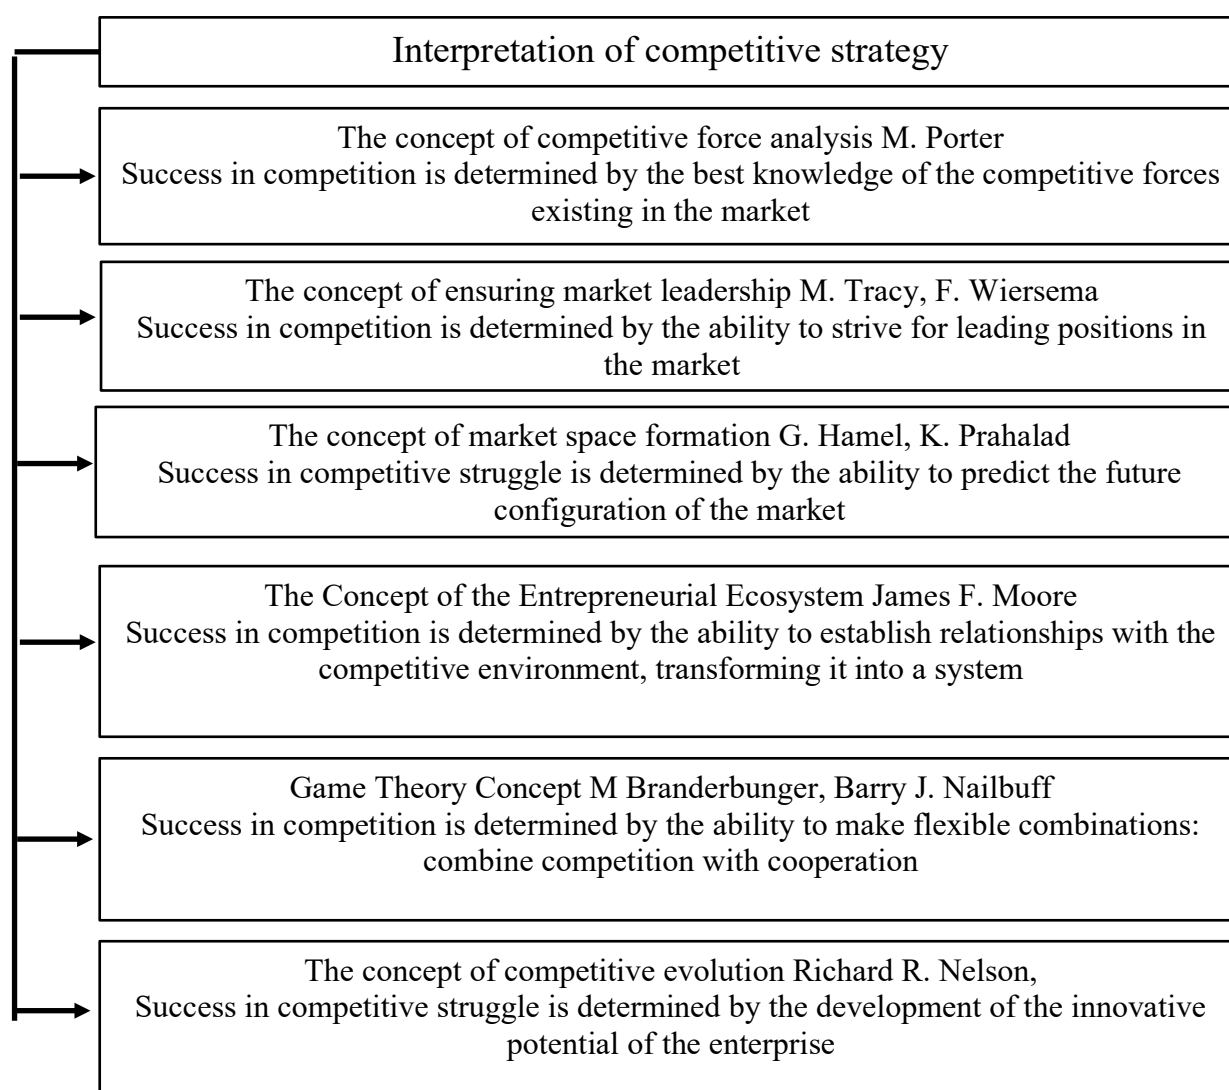 Interpretation of competitive strategy
The concept of competitive force analysis M. Porter
Success in competition is determined by the best knowledge of the competitive forces
existing in the market
The concept of ensuring market leadership M. Tracy, F. Wiersema
Success in competition is determined by the ability to strive for leading positions in
the market
The concept of market space formation G. Hamel, K. Prahalad
Success in competitive struggle is determined by the ability to predict the future
configuration of the market
The Concept of the Entrepreneurial Ecosystem James F. Moore
Success in competition is determined by the ability to establish relationships with the
competitive environment, transforming it into a system
Game Theory Concept M Branderbunger, Barry J. Nailbuff
Success in competition is determined by the ability to make flexible combinations:
combine competition with cooperation
The concept of competitive evolution Richard R. Nelson,
Success in competitive struggle is determined by the development of the innovative
potential of the enterprise